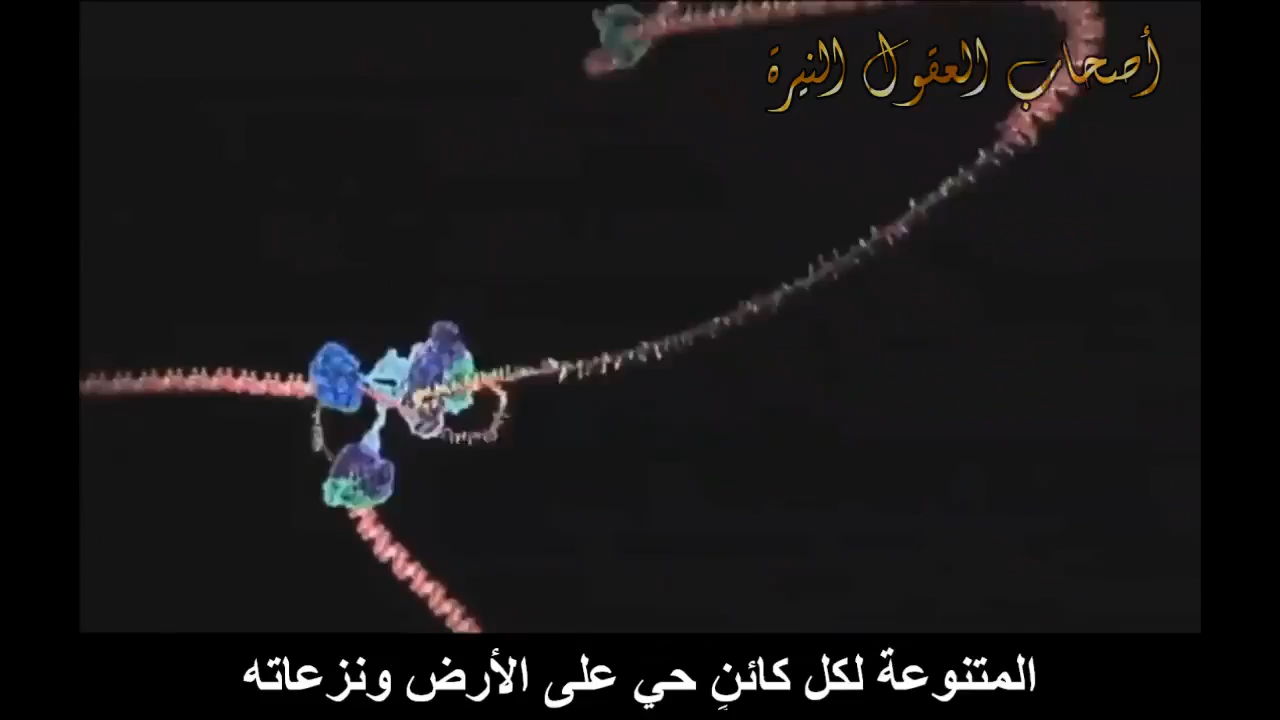 أصحاب العقول النيرة
المتنوعة لكل كائنٍ حي على الأرض ونزعاته